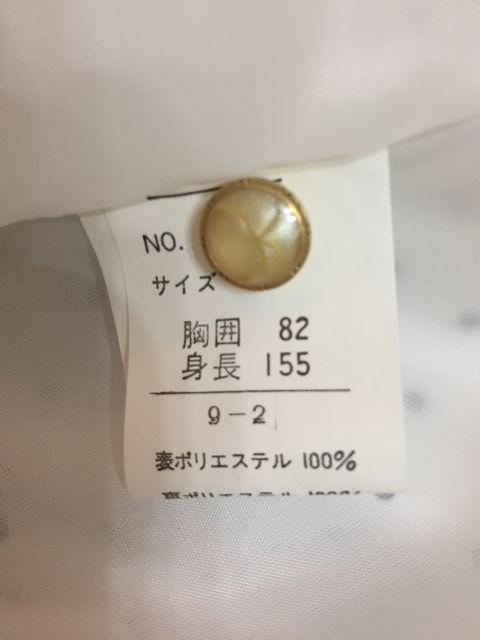 NO.
サイズ
胸囲 82
身長 155
9-2
表ポリエステル 100%